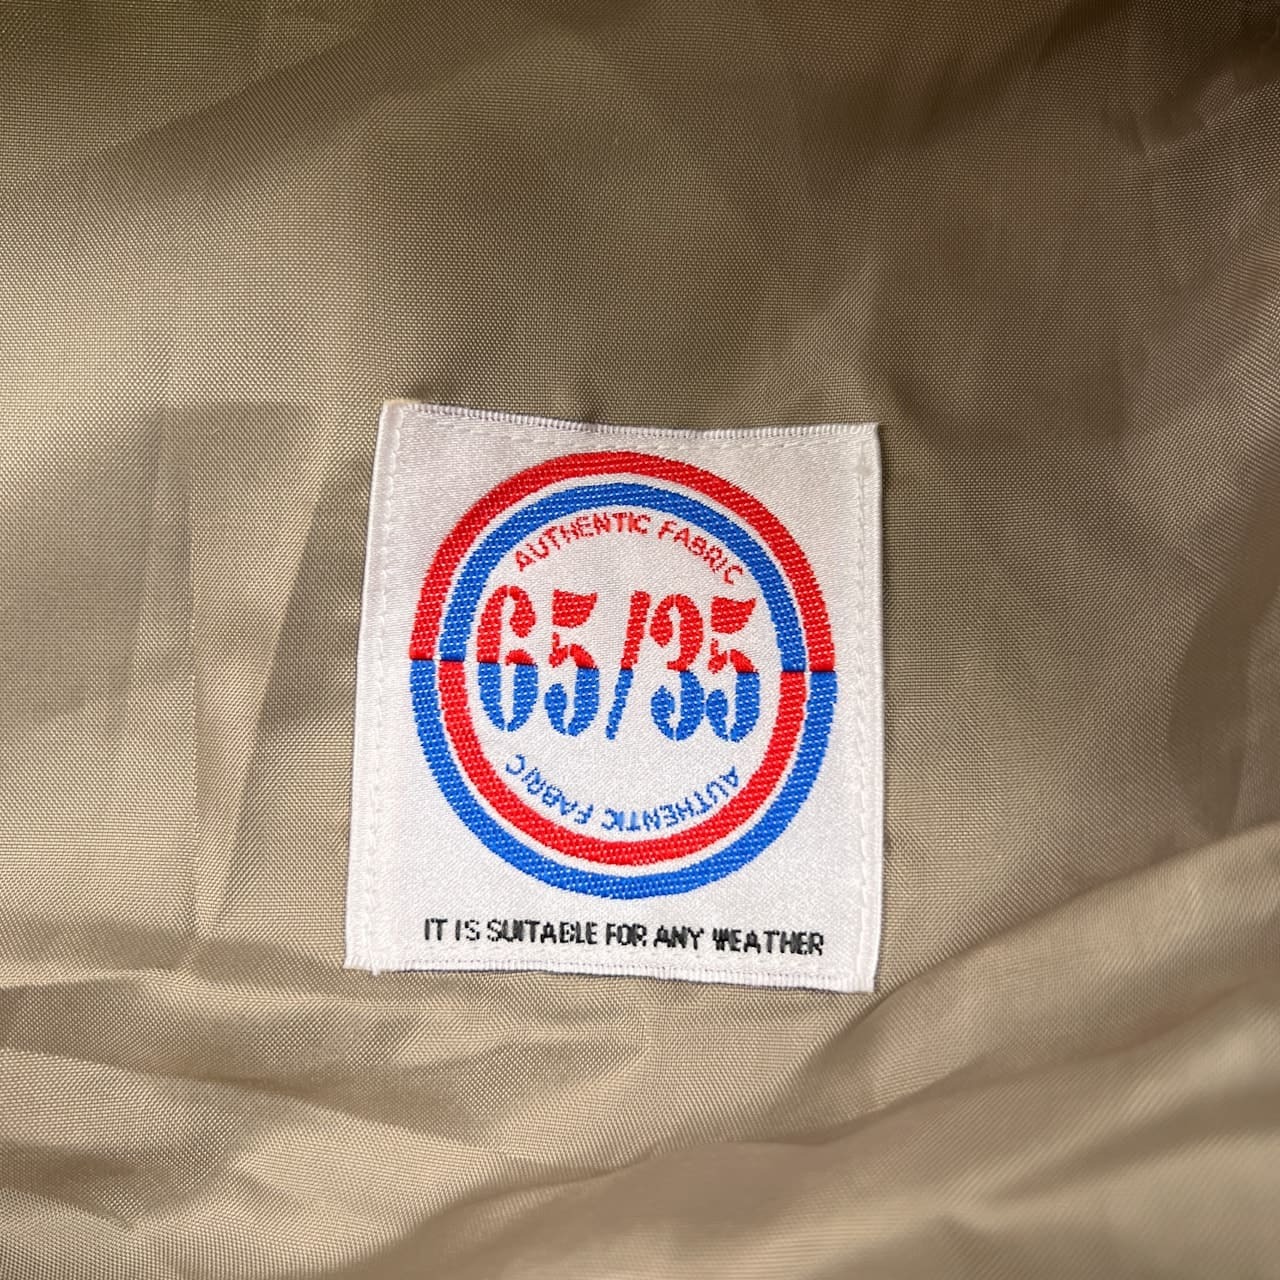 AUTHENTIC FABRIC
65/35
AUTHENTIC FABRIC
IT IS SUITABLE FOR ANY WEATHER